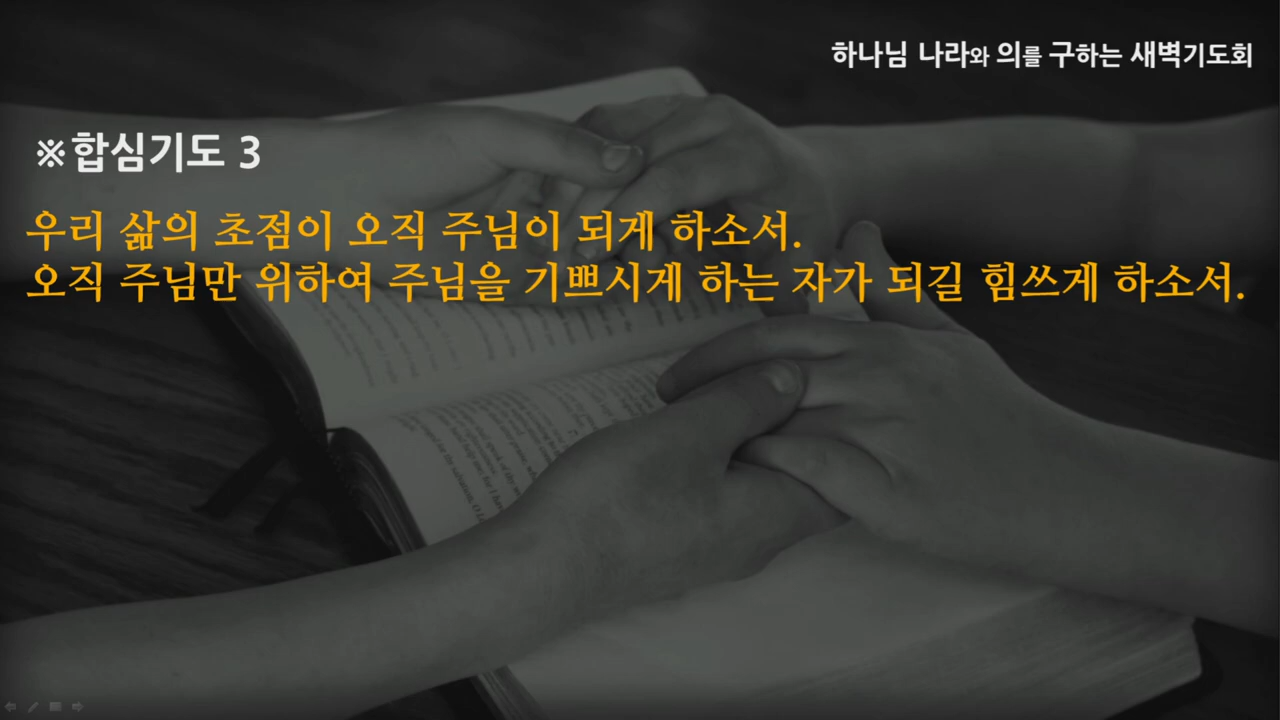 하나님 나라와 의를 구하는 새벽기도회
※합심기도 3
우리 삶의 초점이 오직 주님이 되게 하소서.
오직 주님만 위하여 주님을 기쁘시게 하는 자가 되길 힘쓰게 하소서.